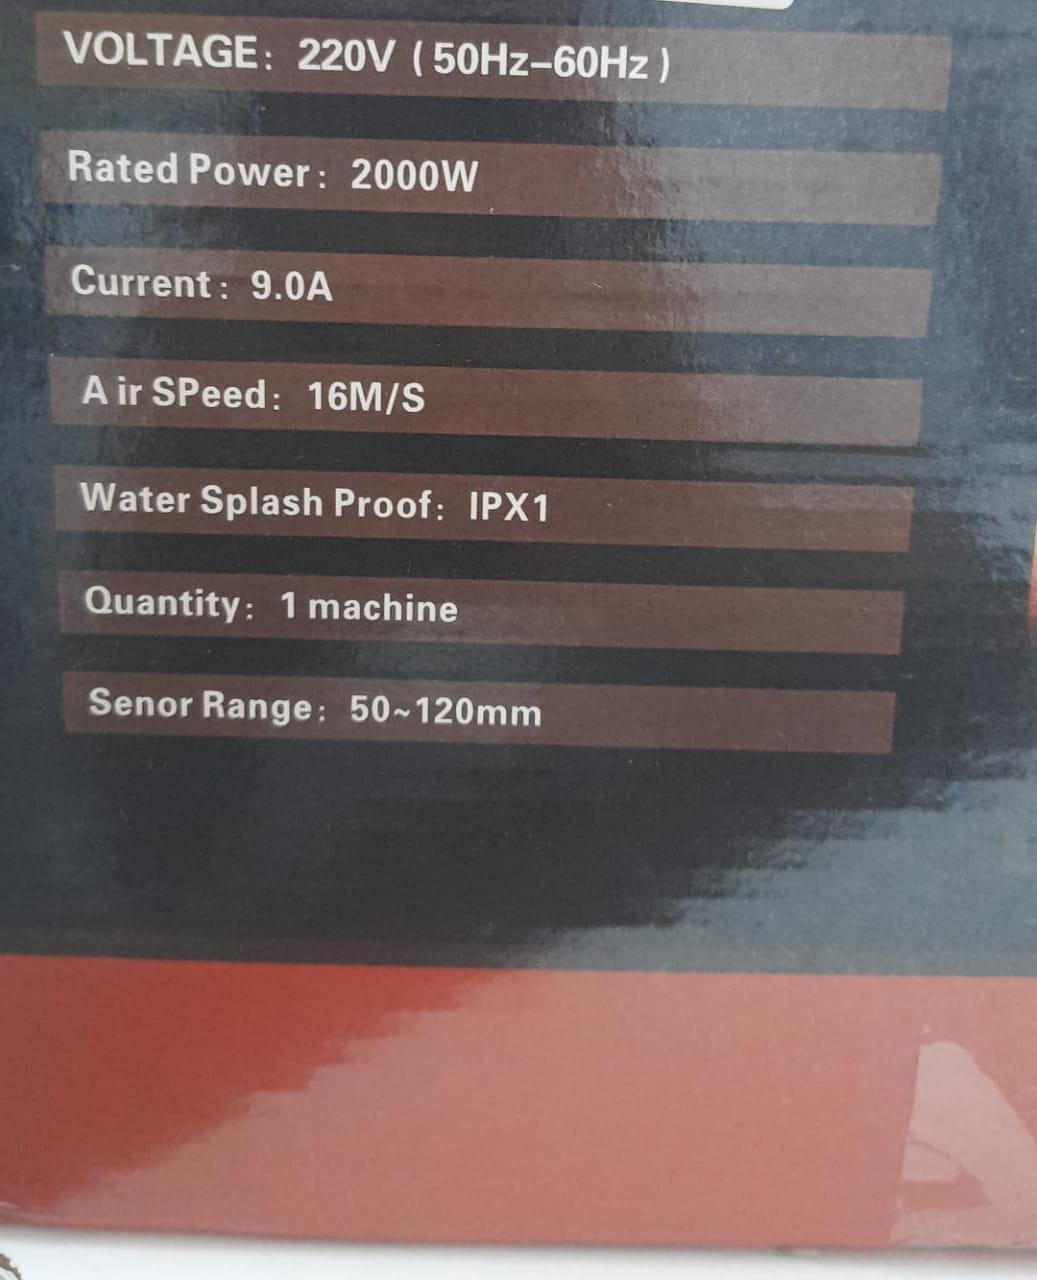 VOLTAGE: 220V (50Hz-60Hz)
Rated Power: 2000W
Current: 9.0A
A ir SPeed: 16M/S
Water Splash Proof: IPX1
Quantity: 1 machine
Senor Range: 50~120mm